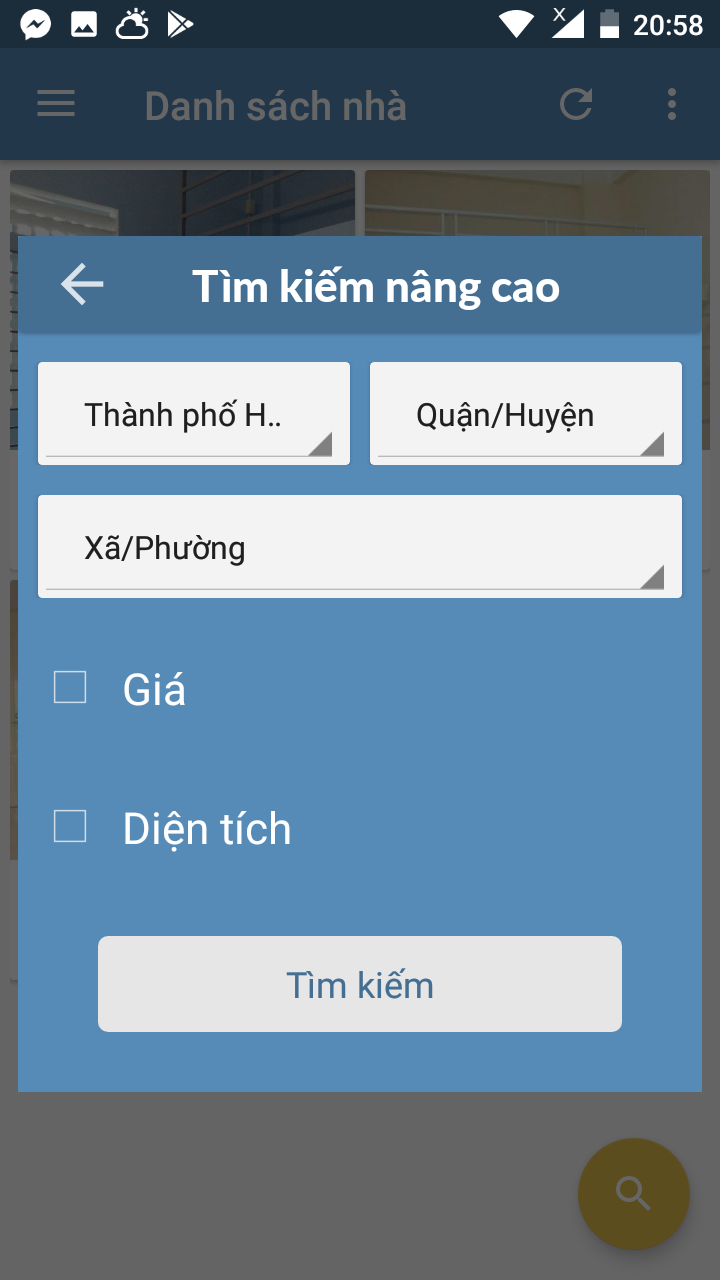 20:58
Danh sách nhà
Tìm kiếm nâng cao
Thành phố H..
Quận/Huyện
Xã/Phường
Giá
Diện tích
Tìm kiếm